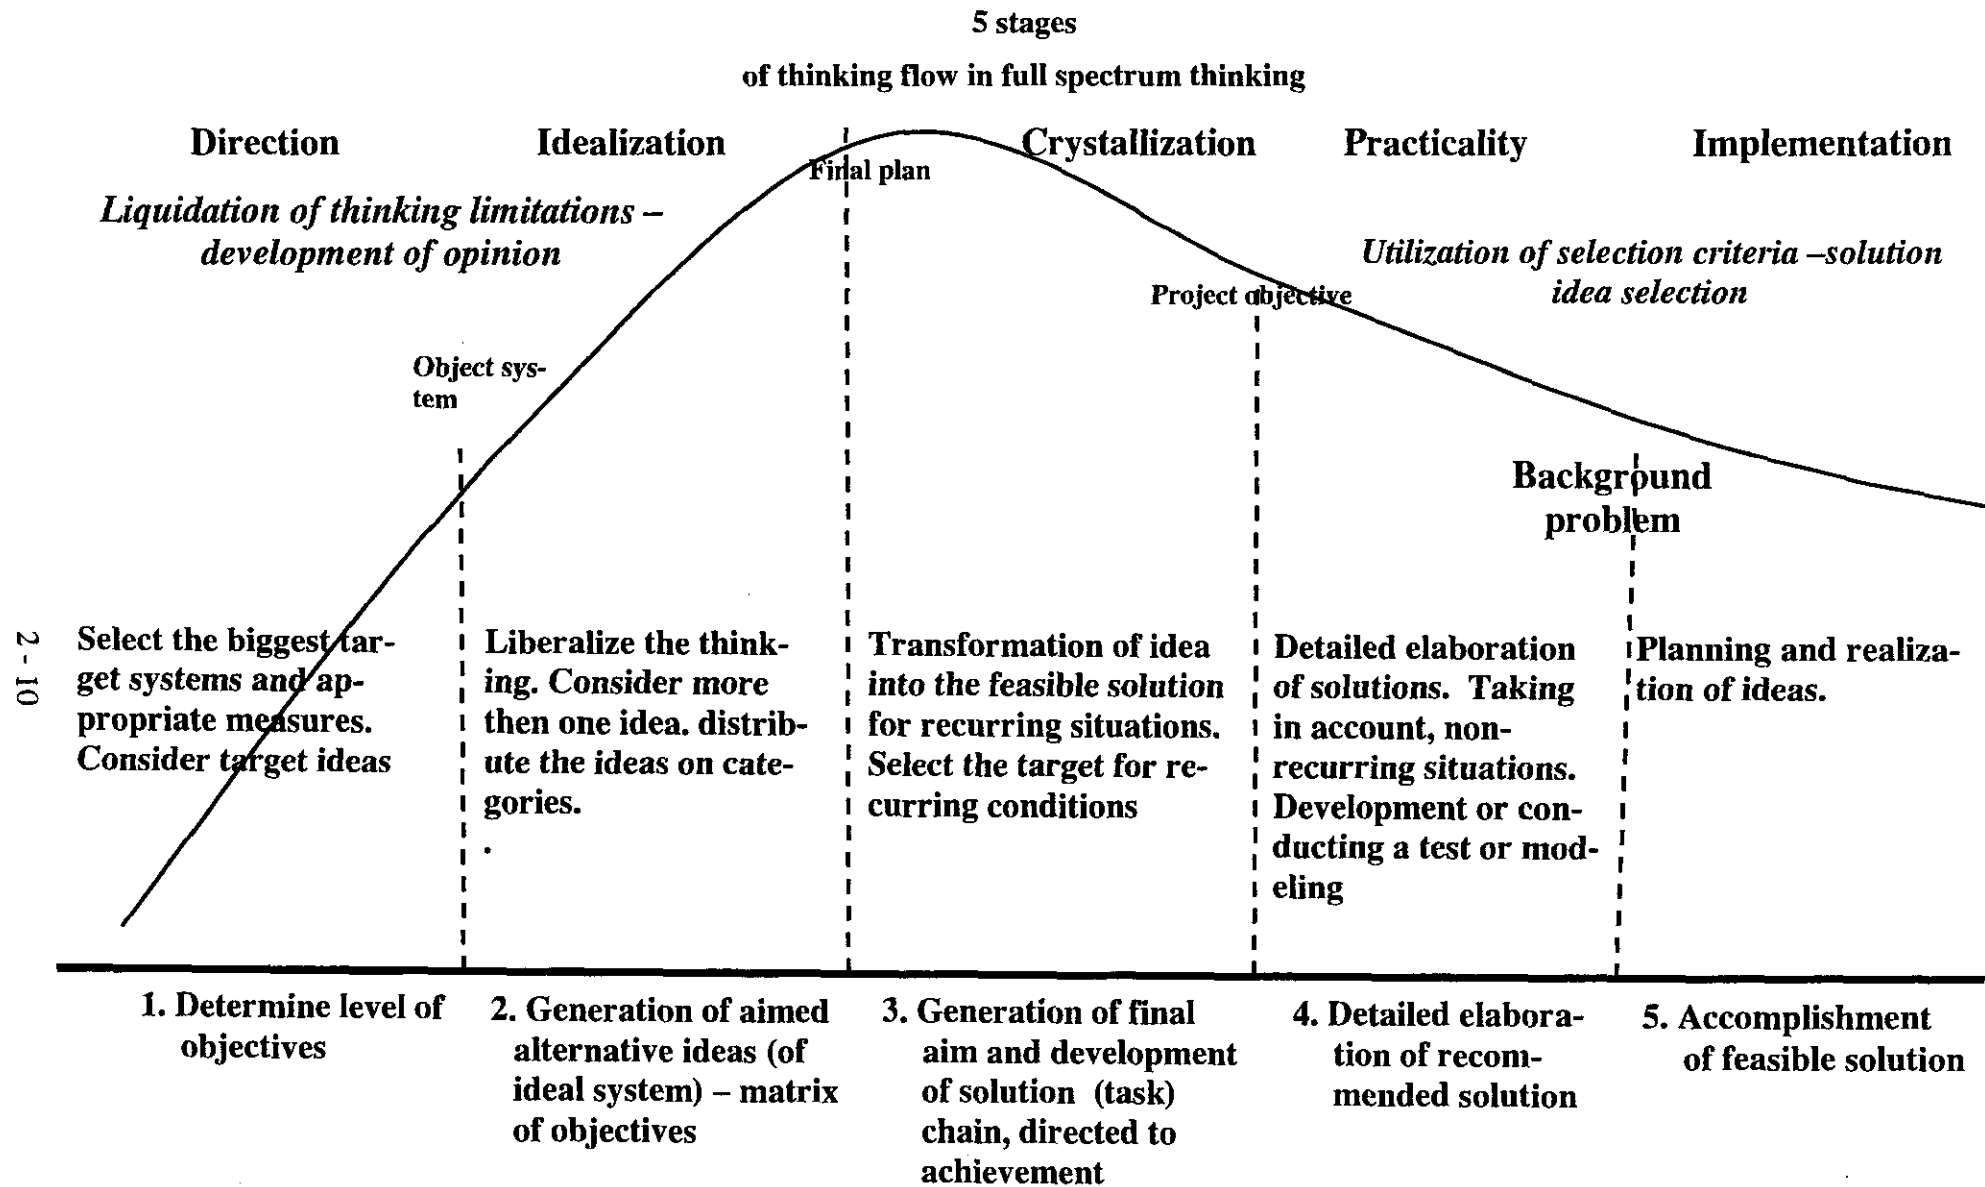 5 stages
of thinking flow in full spectrum thinking
Direction
Idealization
Crystallization
Practicality
Implementation
Final plan
Liquidation of thinking limitations –
development of opinion
Utilization of selection criteria –solution
idea selection
Project objective
Object sys-
tem
Background
problem
2 - 10
Select the biggest tar-
get systems and ap-
propriate measures.
Consider target ideas
Liberalize the think-
ing. Consider more
then one idea. distrib-
ute the ideas on cate-
gories.
.
Transformation of idea
into the feasible solution
for recurring situations.
Select the target for re-
curring conditions
Detailed elaboration
of solutions. Taking
in account, non-
recurring situations.
Development or con-
ducting a test or mod-
eling
Planning and realiza-
tion of ideas.
1. Determine level of
objectives
2. Generation of aimed
alternative ideas (of
ideal system) – matrix
of objectives
3. Generation of final
aim and development
of solution (task)
chain, directed to
achievement
4. Detailed elabora-
tion of recom-
mended solution
5. Accomplishment
of feasible solution